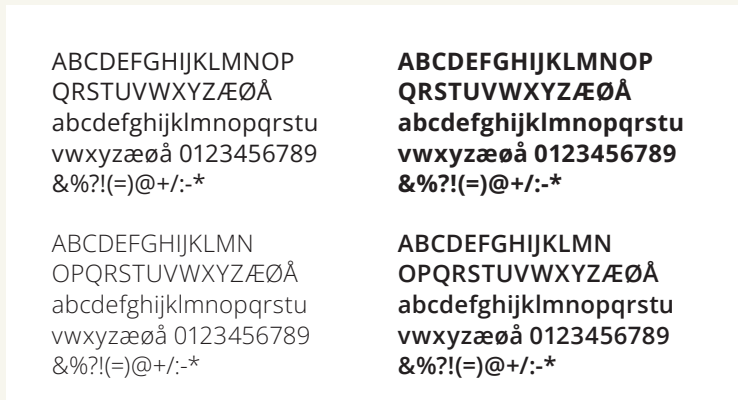 ABCDEFGHIJKLMNOP
QRSTUVWXYZÆØÅ
abcdefghijklmnopqrstu
vwxyzæøå 0123456789
&%?!(=)@+/:-*
ABCDEFGHIJKLMNOP
QRSTUVWXYZÆØÅ
abcdefghijklmnopqrstu
vwxyzæøå 0123456789
&%?!(=)@+/:-*
ABCDEFGHIJKLMN
OPQRSTUVWXYZÆØÅ
abcdefghijklmnopqrstu
vwxyzæøå 0123456789
&%?!(=)@+/:-*
ABCDEFGHIJKLMN
OPQRSTUVWXYZÆØÅ
abcdefghijklmnopqrstu
vwxyzæøå 0123456789
&%?!(=)@+/:-*